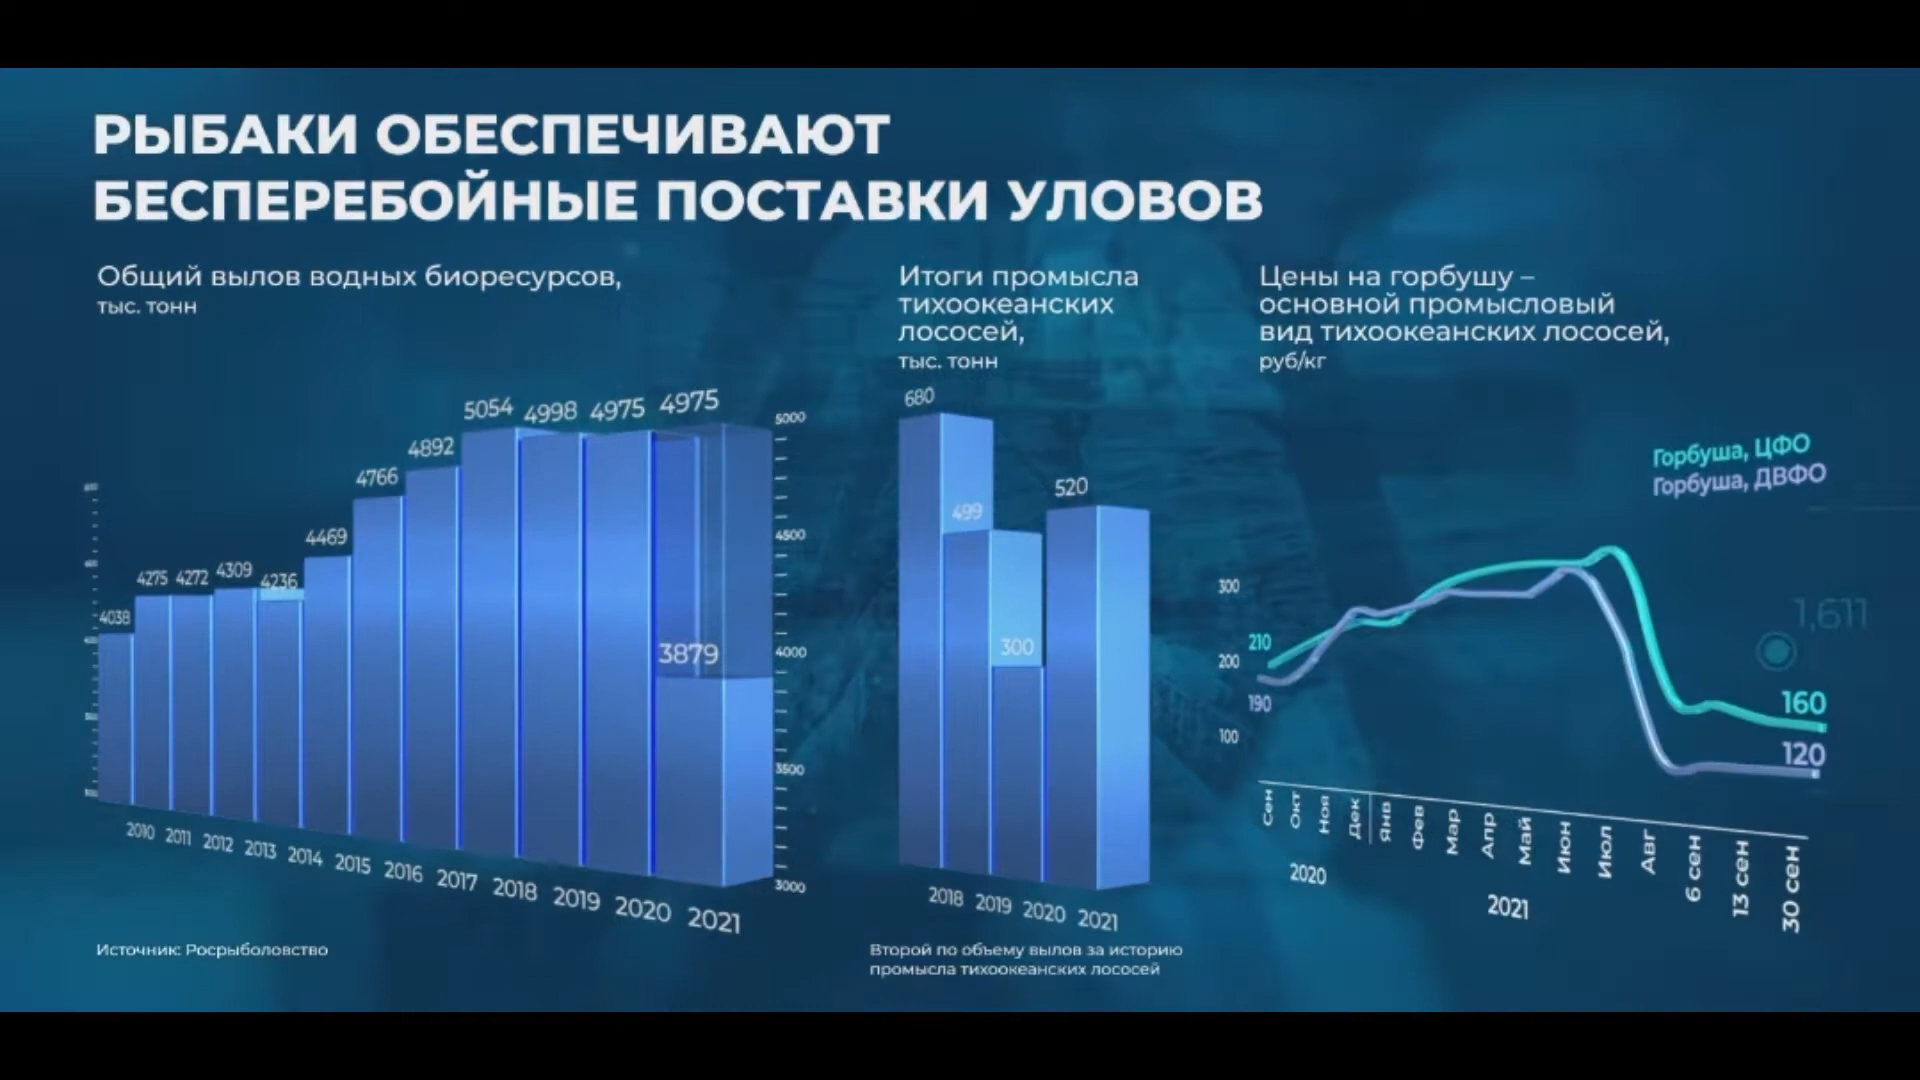 РЫБАКИ ОБЕСПЕЧИВАЮТ
БЕСПЕРЕБОЙНЫЕ ПОСТАВКИ УЛОВОВ
Общий вылов водных биоресурсов,
тыс. тонн
4038
4275
4272
4309
4236
4469
4766
4892
5054
4998
4975
4975
3879
5000
4500
4000
3500
3000
2010
2011
2012
2013
2014
2015
2016
2017
2018
2019
2020
2021
Источник: Росрыболовство
Итоги промысла
тихоокеанских
лососей,
тыс. тонн
680
499
300
520
2018
2019
2020
2021
Второй по объему вылов за историю
промысла тихоокеанских лососей
Цены на горбушу –
основной промысловый
вид тихоокеанских лососей,
руб/кг
Горбуша, ЦФО
Горбуша, ДВФО
300
200
100
210
190
1,611
160
120
Сен
Окт
Ноя
Дек
Янв
Фев
Мар
Апр
Май
Июн
Июл
Авг
6 сен
13 сен
30 сен
2020
2021